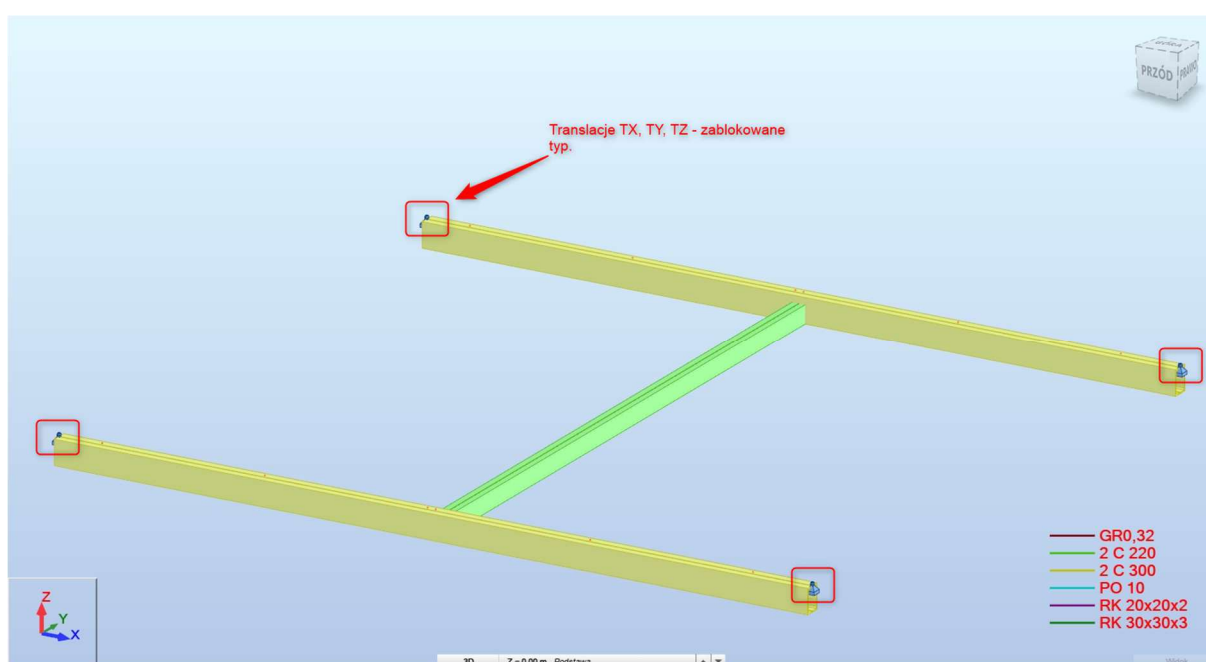 PRZÓD
PRAWO
Translacje TX, TY, TZ - zablokowane
typ.
GR0,32
2 C 220
2 C 300
PO 10
RK 20x20x2
RK 30x30x3
Z
Y
X
3D Z = 0,00 m - Podstawa